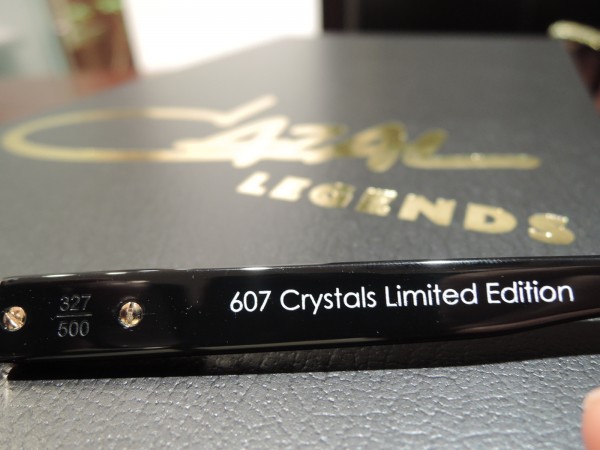 Cazal
LEGENDS
327
500
607 Crystals Limited Edition